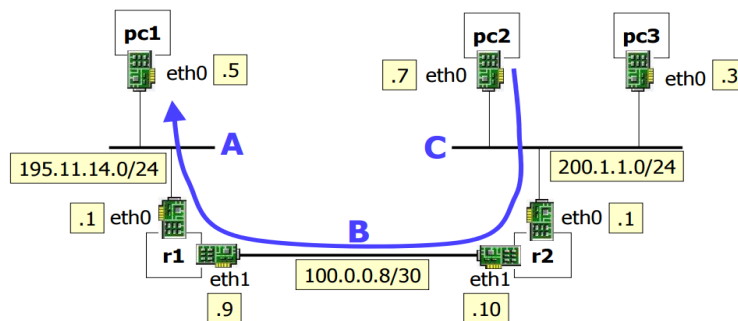 pc1 pc2 pc3
eth0 .5 .7 eth0 eth0 .3
A C
195.11.14.0/24 200.1.1.0/24
.1 eth0 eth0 .1
B
r1 r2
eth1 100.0.0.8/30 eth1
.9 .10